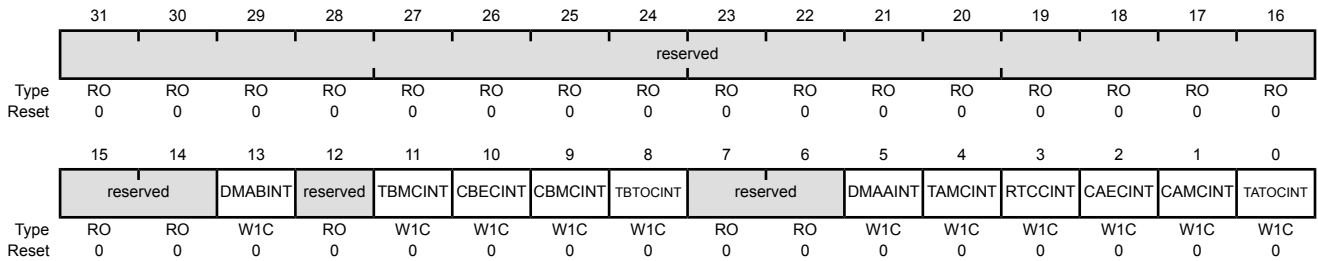 31 30 29 28 27 26 25 24 23 22 21 20 19 18 17 16
reserved
Type RO RO RO RO RO RO RO RO RO RO RO RO RO RO RO RO
Reset 0 0 0 0 0 0 0 0 0 0 0 0 0 0 0 0
15 14 13 12 11 10 9 8 7 6 5 4 3 2 1 0
reserved DMABINT reserved TBMCINT CBECINT CBMCINT TBTOCINT reserved DMAAINT TAMCINT RTCCINT CAECINT CAMCINT TATOCINT
Type RO RO W1C RO W1C W1C W1C W1C RO RO W1C W1C W1C W1C W1C W1C
Reset 0 0 0 0 0 0 0 0 0 0 0 0 0 0 0 0